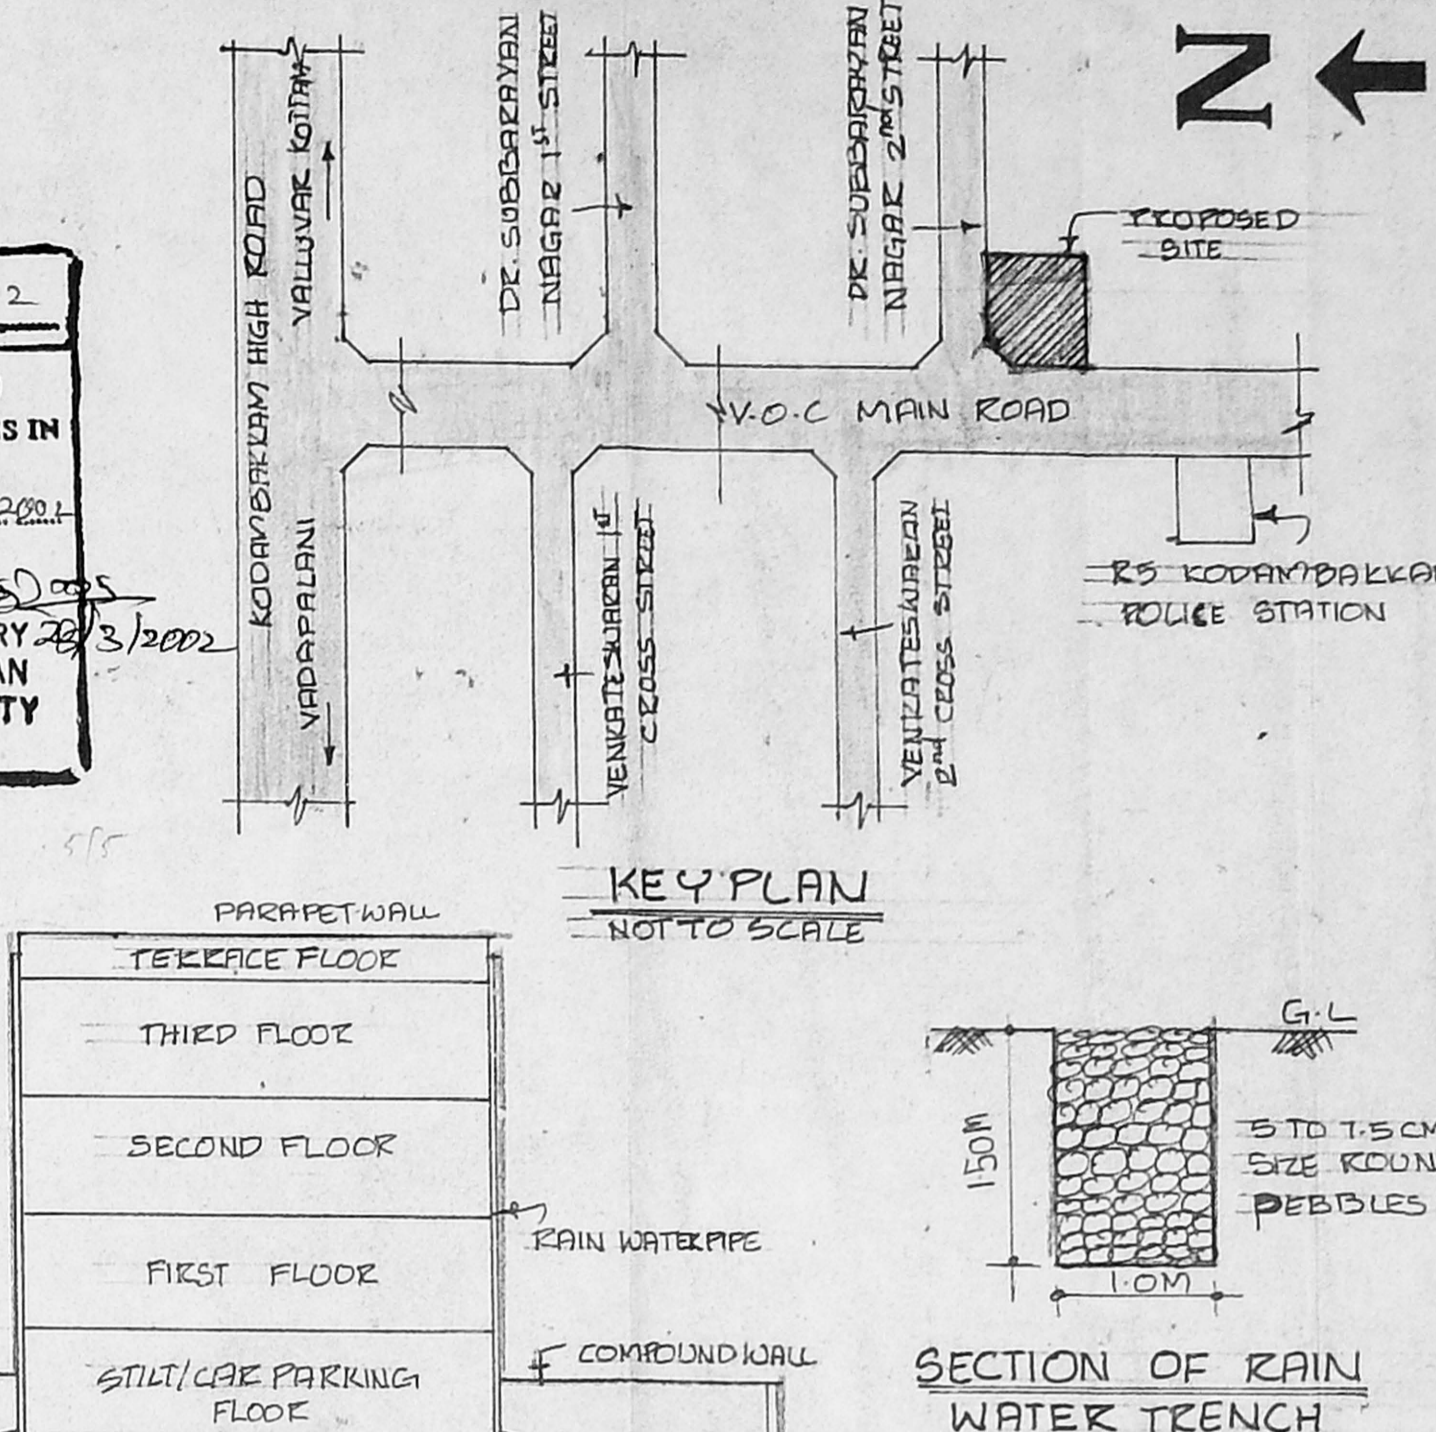 N
KODAMBAKKAM HIGH ROAD
VALLUVAR KOTTAM
VADAPALANI
DR. SUBBARAYAN
NAGAR 1ST STREET
DR. SUBBARAYAN
NAGAR 2nd STREET
PROPOSED
SITE
V.O.C MAIN ROAD
VENKATESWARAN 1ST
CROSS STREET
VENKATESWARAN
2nd CROSS STREET
R5 KODAMBAKKA
POLICE STATION
2
S IN
2002
RY 28/3/2002
AN
TY
5/5
KEY PLAN
NOT TO SCALE
PARAPET WALL
TERRACE FLOOR
THIRD FLOOR
SECOND FLOOR
FIRST FLOOR
STILT/CAR PARKING
FLOOR
RAIN WATER PIPE
COMPOUND WALL
G.L
1.50M
5 TO 7.5 CM
SIZE ROUN
PEBBLES
1.0M
SECTION OF RAIN
WATER TRENCH